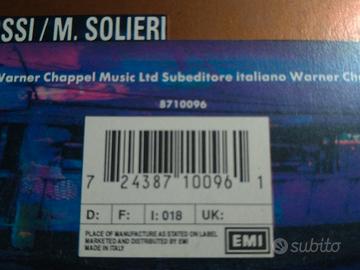 SSI / M. SOLIERI
Warner Chappel Music Ltd Subeditore italiano Warner Ch
8710096
7 24387 10096 1
D: F: I: 018 UK:
PLACE OF MANUFACTURE AS STATED ON LABEL
MARKETED AND DISTRIBUTED BY EMI
MADE IN ITALY
EMI
subito